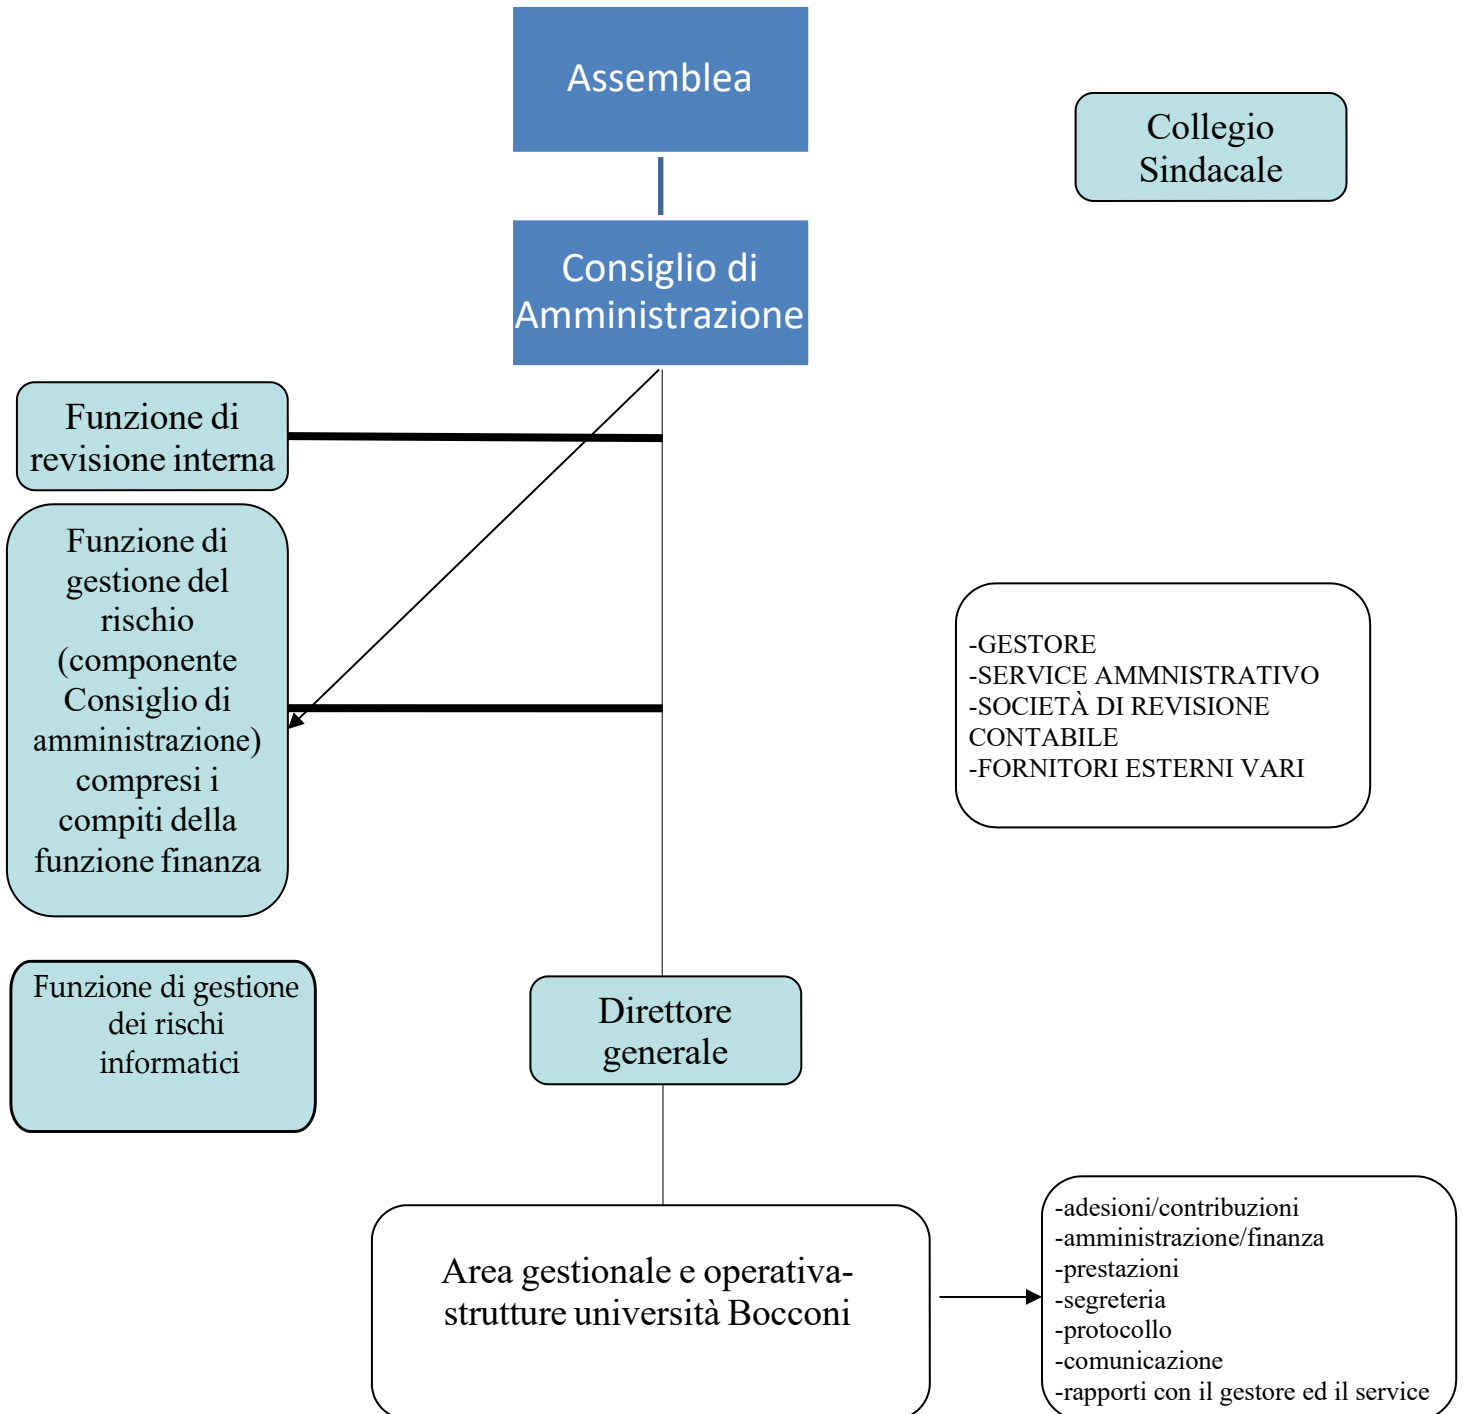 Assemblea
Collegio
Sindacale
Consiglio di
Amministrazione
Funzione di
revisione interna
Funzione di
gestione del
rischio
(componente
Consiglio di
amministrazione)
compresi i
compiti della
funzione finanza
-GESTORE
-SERVICE AMMNISTRATIVO
-SOCIETÀ DI REVISIONE
CONTABILE
-FORNITORI ESTERNI VARI
Funzione di gestione
dei rischi
informatici
Direttore
generale
Area gestionale e operativa-
strutture università Bocconi
-adesioni/contribuzioni
-amministrazione/finanza
-prestazioni
-segreteria
-protocollo
-comunicazione
-rapporti con il gestore ed il service